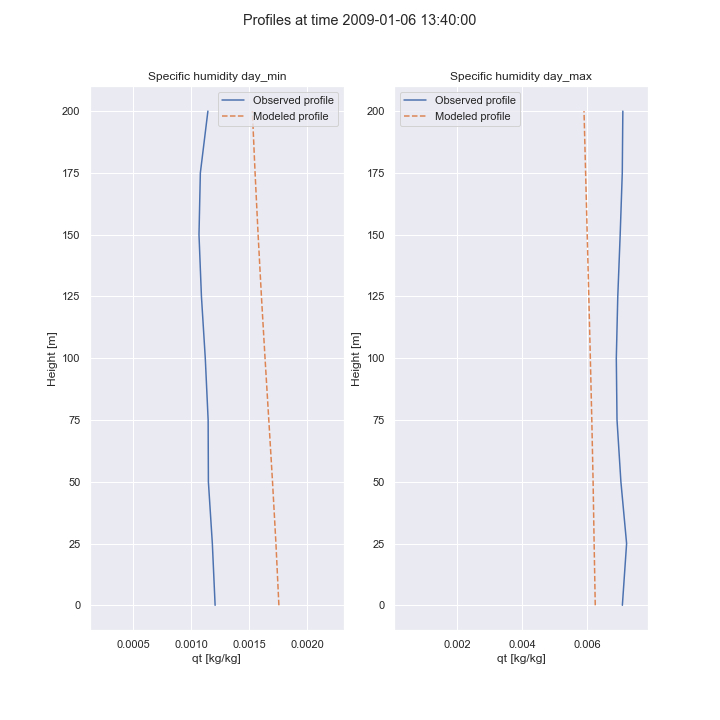 Profiles at time 2009-01-06 13:40:00
Specific humidity day_min
Observed profile
Modeled profile
200
175
150
125
100
75
50
25
0
Height [m]
0.0005
0.0010
0.0015
0.0020
qt [kg/kg]
Specific humidity day_max
Observed profile
Modeled profile
200
175
150
125
100
75
50
25
0
Height [m]
0.002
0.004
0.006
qt [kg/kg]